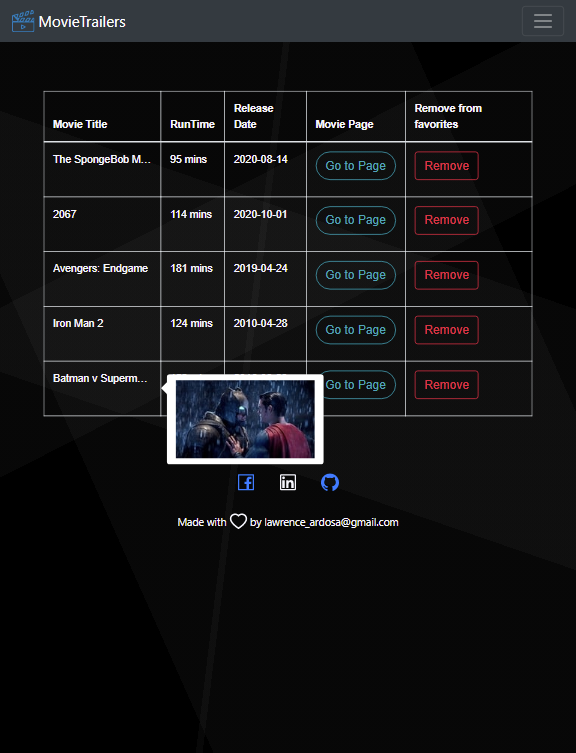 MovieTrailers
Movie Title RunTime Release Date Movie Page Remove from favorites
The SpongeBob M... 95 mins 2020-08-14 Go to Page Remove
2067 114 mins 2020-10-01 Go to Page Remove
Avengers: Endgame 181 mins 2019-04-24 Go to Page Remove
Iron Man 2 124 mins 2010-04-28 Go to Page Remove
Batman v Superm... Go to Page Remove
Made with by lawrence_ardosa@gmail.com